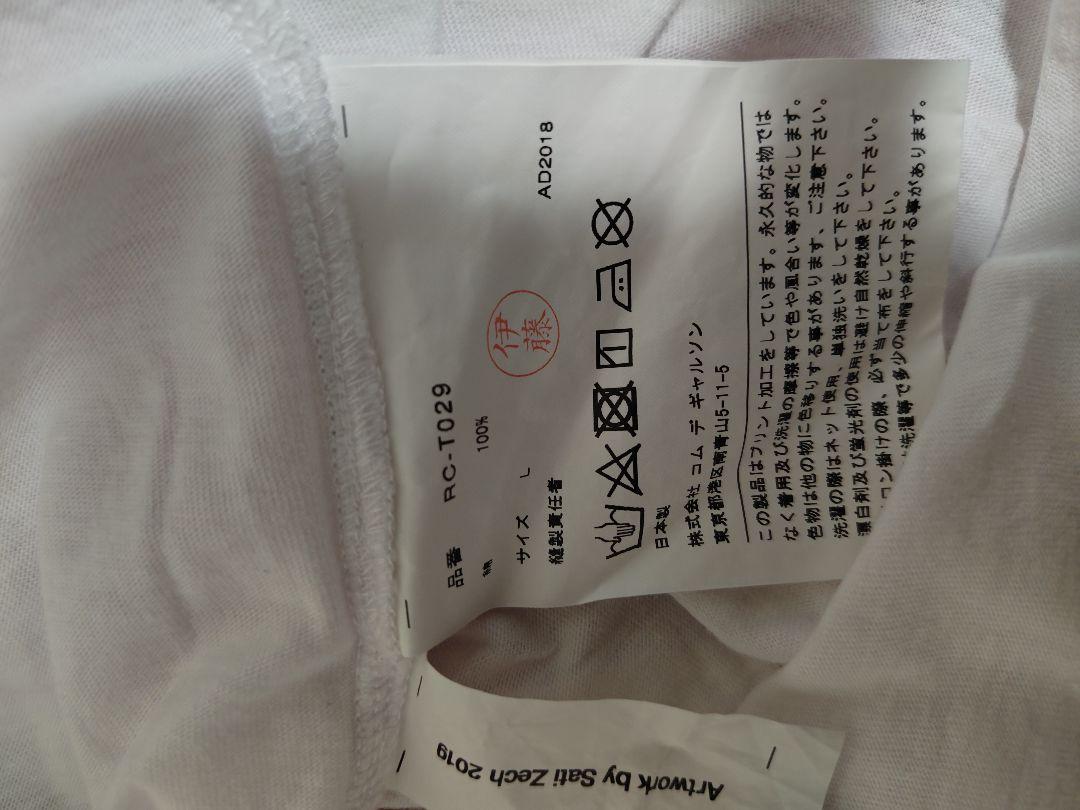 品番 RC-T029
綿 100%
サイズ L
縫製責任者 伊藤 AD2018
日本製
株式会社 コム デ ギャルソン
東京都港区南青山5-11-5
この製品はプリント加工をしています。永久的な物では
なく着用及び洗濯の摩擦等で色や風合い等が変化します。
色物は他の物に色移りする事があります、ご注意下さい。
洗濯の際はネット使用、単独洗いをして下さい。
漂白剤及び蛍光剤の使用は避け自然乾燥をして下さい。
ロン掛けの際、必ず当て布をして下さい。
洗濯等で多少の伸縮や斜行する事があります。
Artwork by Sati Zech 2019